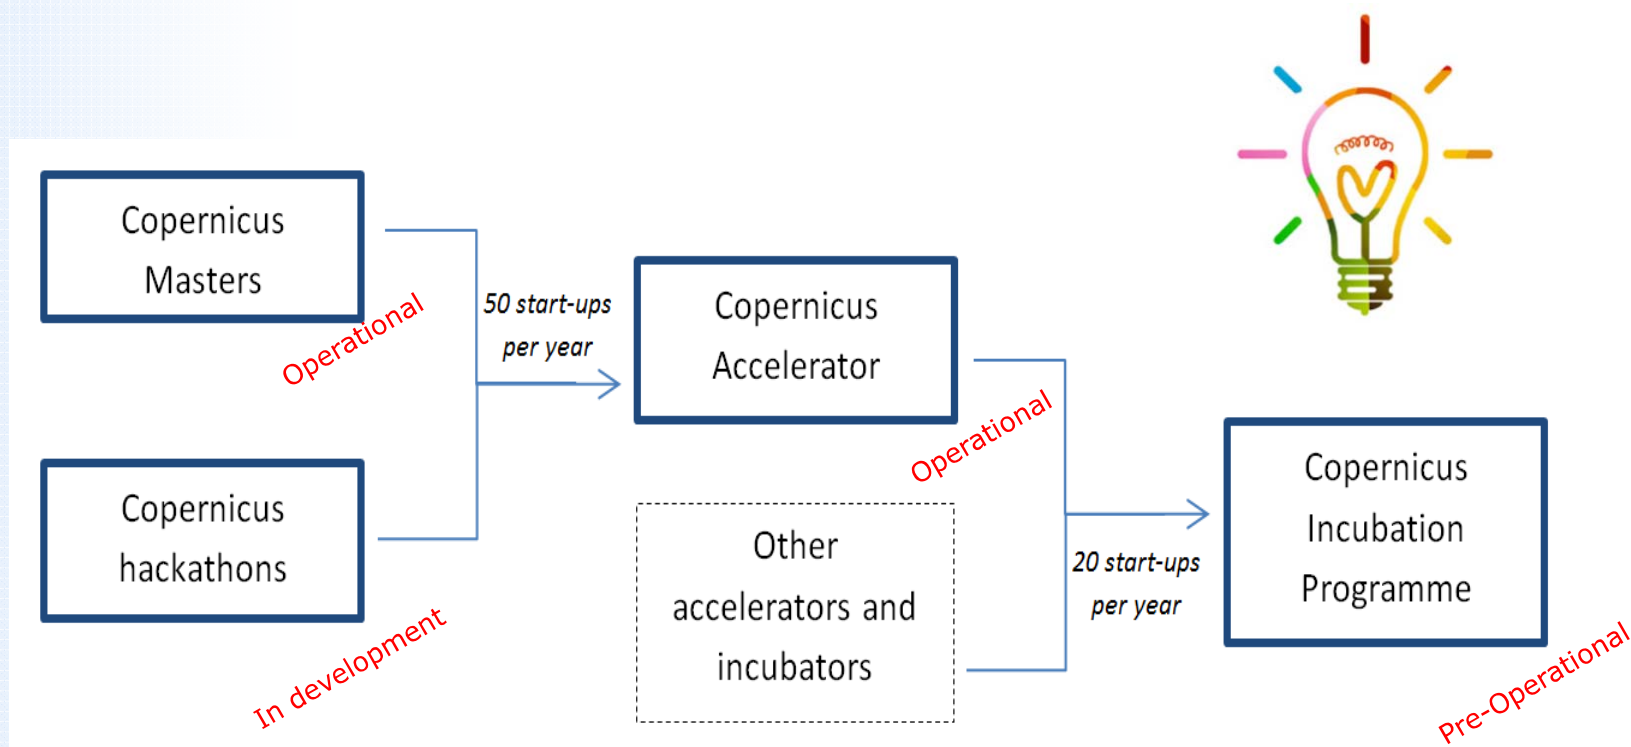 Copernicus
Masters
Operational
50 start-ups
per year
Copernicus
hackathons
In development
Copernicus
Accelerator
Operational
Other
accelerators and
incubators
20 start-ups
per year
Copernicus
Incubation
Programme
Pre-Operational